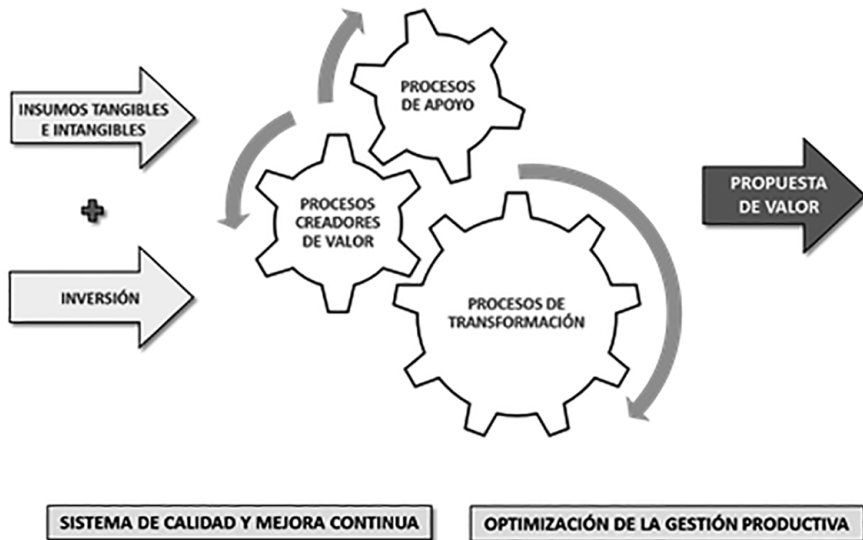 PROCESOS
DE APOYO
INSUMOS TANGIBLES
E INTANGIBLES
PROCESOS
CREADORES
DE VALOR
PROPUESTA
DE VALOR
INVERSIÓN
PROCESOS DE
TRANSFORMACIÓN
SISTEMA DE CALIDAD Y MEJORA CONTINUA
OPTIMIZACIÓN DE LA GESTIÓN PRODUCTIVA